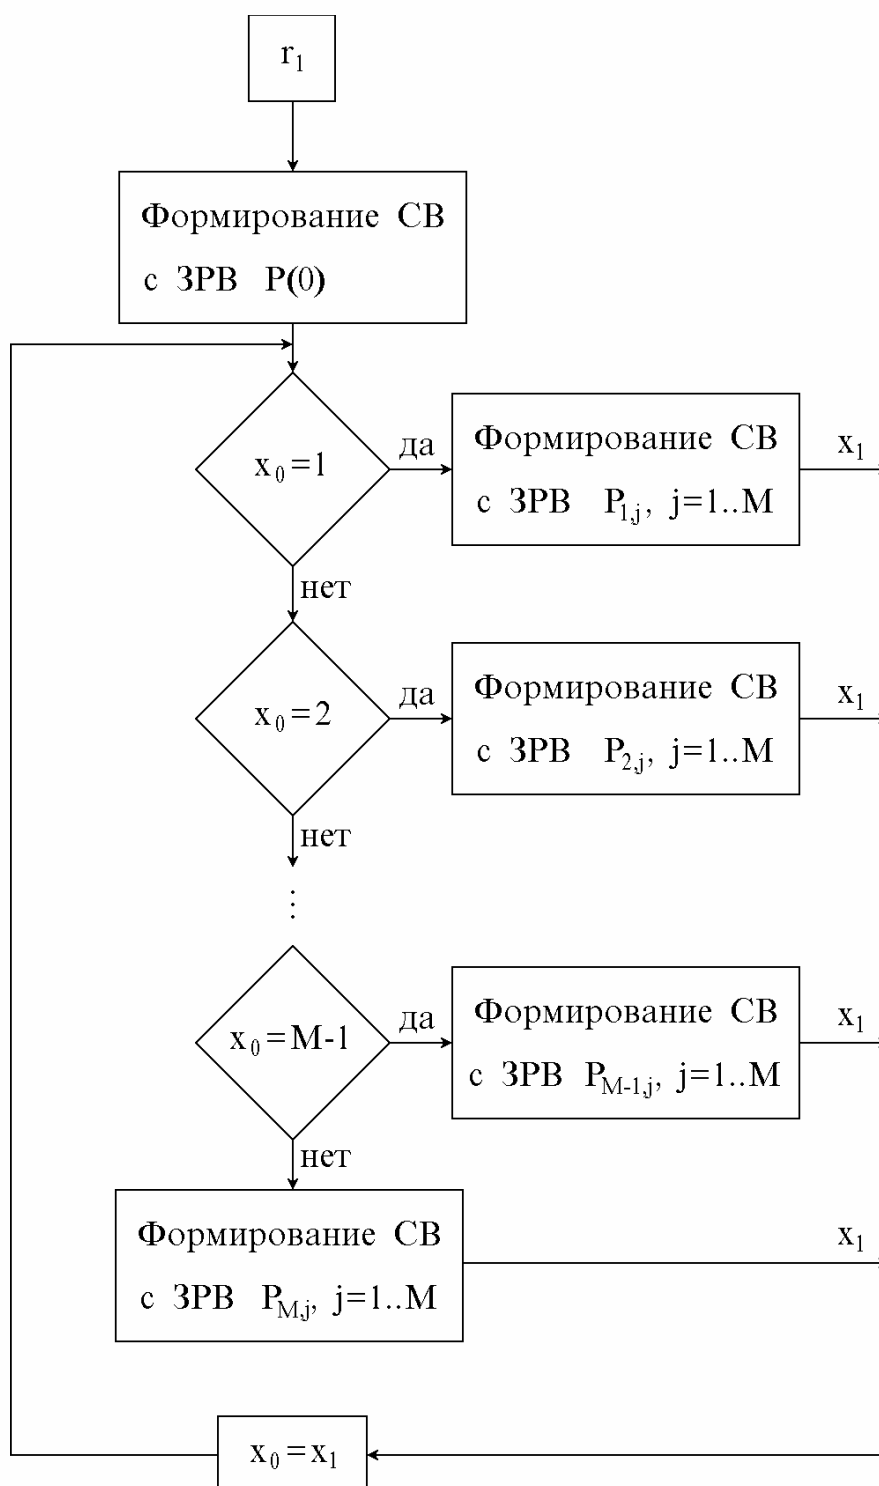 r₁
Формирование СВ
с ЗРВ P(0)
x₀=1
да
Формирование СВ
с ЗРВ P₁,ⱼ, j=1..M
x₁
нет
x₀=2
да
Формирование СВ
с ЗРВ P₂,ⱼ, j=1..M
x₁
нет
⋮
x₀=M-1
да
Формирование СВ
с ЗРВ P_{M-1,j}, j=1..M
x₁
нет
Формирование СВ
с ЗРВ P_{M,j}, j=1..M
x₁
x₀=x₁